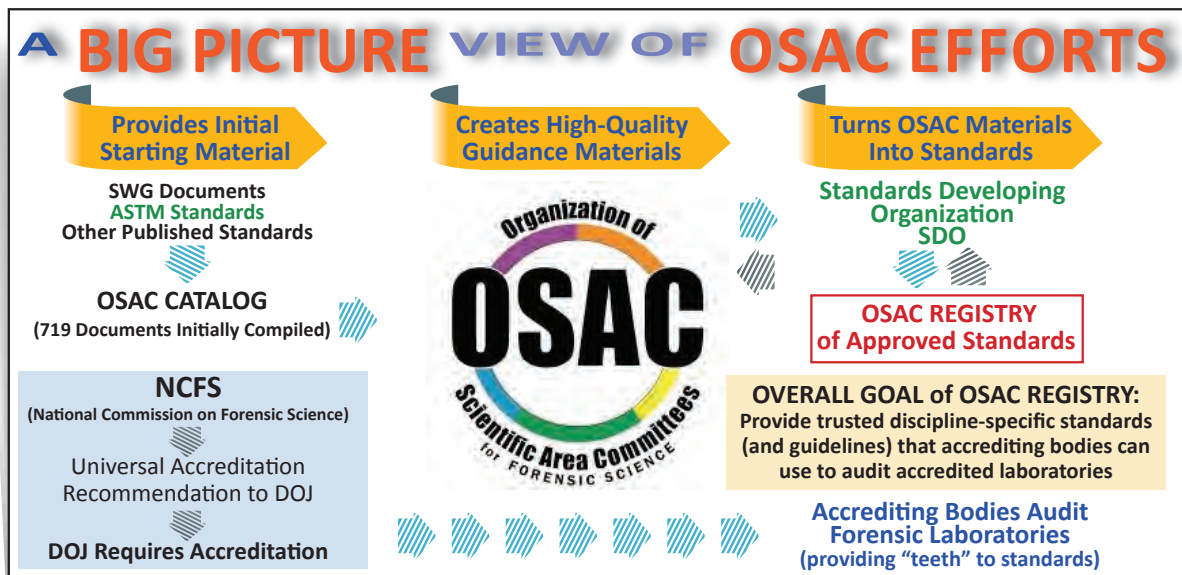 A BIG PICTURE VIEW OF OSAC EFFORTS
Provides Initial
Starting Material
SWG Documents
ASTM Standards
Other Published Standards
OSAC CATALOG
(719 Documents Initially Compiled)
NCFS
(National Commission on Forensic Science)
Universal Accreditation
Recommendation to DOJ
DOJ Requires Accreditation
Creates High-Quality
Guidance Materials
Organization of
OSAC
Scientific Area Committees
for FORENSIC SCIENCE
Turns OSAC Materials
Into Standards
Standards Developing
Organization
SDO
OSAC REGISTRY
of Approved Standards
OVERALL GOAL of OSAC REGISTRY:
Provide trusted discipline-specific standards
(and guidelines) that accrediting bodies can
use to audit accredited laboratories
Accrediting Bodies Audit
Forensic Laboratories
(providing “teeth” to standards)